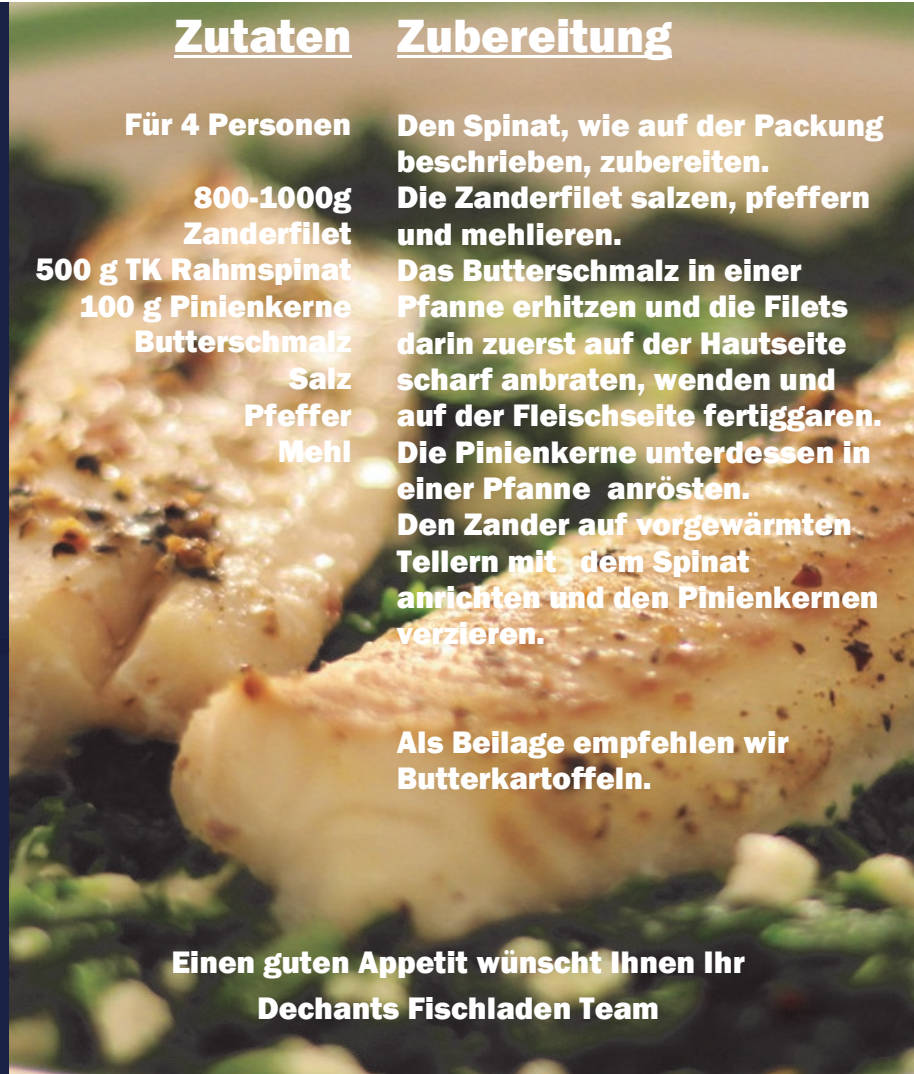 Zutaten
Für 4 Personen
800-1000g
Zanderfilet
500 g TK Rahmspinat
100 g Pinienkerne
Butterschmalz
Salz
Pfeffer
Mehl
Zubereitung
Den Spinat, wie auf der Packung
beschrieben, zubereiten.
Die Zanderfilet salzen, pfeffern
und mehlieren.
Das Butterschmalz in einer
Pfanne erhitzen und die Filets
darin zuerst auf der Hautseite
scharf anbraten, wenden und
auf der Fleischseite fertiggaren.
Die Pinienkerne unterdessen in
einer Pfanne  anrösten.
Den Zander auf vorgewärmten
Tellern mit   dem Spinat
anrichten und den Pinienkernen
verzieren.
Als Beilage empfehlen wir
Butterkartoffeln.
Einen guten Appetit wünscht Ihnen Ihr
Dechants Fischladen Team